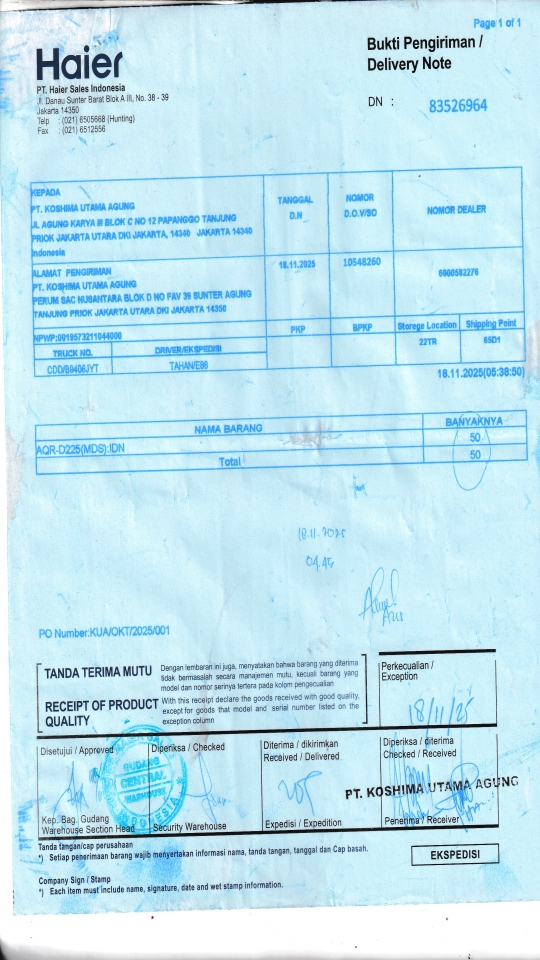 Page 1 of 1
Haier
PT. Haier Sales Indonesia
Jl. Danau Sunter Barat Blok A III, No. 38 - 39
Jakarta 14350
Telp : (021) 6505668 (Hunting)
Fax : (021) 6512556
Bukti Pengiriman /
Delivery Note
DN : 83526964
KEPADA
PT. KOSHIMA UTAMA AGUNG
JL AGUNG KARYA III BLOK C NO 12 PAPANGGO TANJUNG
PRIOK JAKARTA UTARA DKI JAKARTA, 14340 JAKARTA 14340
Indonesia
TANGGAL
D.N
NOMOR
D.O.V/SO
NOMOR DEALER
ALAMAT PENGIRIMAN
PT. KOSHIMA UTAMA AGUNG
PERUM SAC NUSANTARA BLOK D NO FAV 39 SUNTER AGUNG
TANJUNG PRIOK JAKARTA UTARA DKI JAKARTA 14350
18.11.2025
10548260
6000582276
NPWP:0019573211044000
PKP
BPKP
Storege Location
Shipping Point
22TR
65D1
TRUCK NO.
DRIVER/EKSPEDISI
CDD/B9406JYT
TAHAN/E86
18.11.2025(05:38:50)
NAMA BARANG
BANYAKNYA
AQR-D225(MDS):IDN
50
Total
50
18.11.2025
04.45
PO Number:KUA/OKT/2025/001
TANDA TERIMA MUTU
Dengan lembaran ini juga, menyatakan bahwa barang yang diterima
tidak bermasalah secara manajemen mutu, kecuali barang yang
model dan nomor serinya tertera pada kolom pengecualian
RECEIPT OF PRODUCT
QUALITY
With this receipt declare the goods received with good quality,
except for goods that model and serial number listed on the
exception column
Perkecualian /
Exception
18/11/25
Disetujui / Approved
Diperiksa / Checked
Diterima / dikirimkan
Received / Delivered
Diperiksa / diterima
Checked / Received
GUDANG
CENTRAL
WAREHOUSE
INDONESIA
PT. KOSHIMA UTAMA AGUNG
Kep. Bag. Gudang
Warehouse Section Head
Security Warehouse
Expedisi / Expedition
Penerima / Receiver
Tanda tangan/cap perusahaan
*) Setiap penerimaan barang wajib menyertakan informasi nama, tanda tangan, tanggal dan Cap basah.
EKSPEDISI
Company Sign / Stamp
*) Each item must include name, signature, date and wet stamp information.